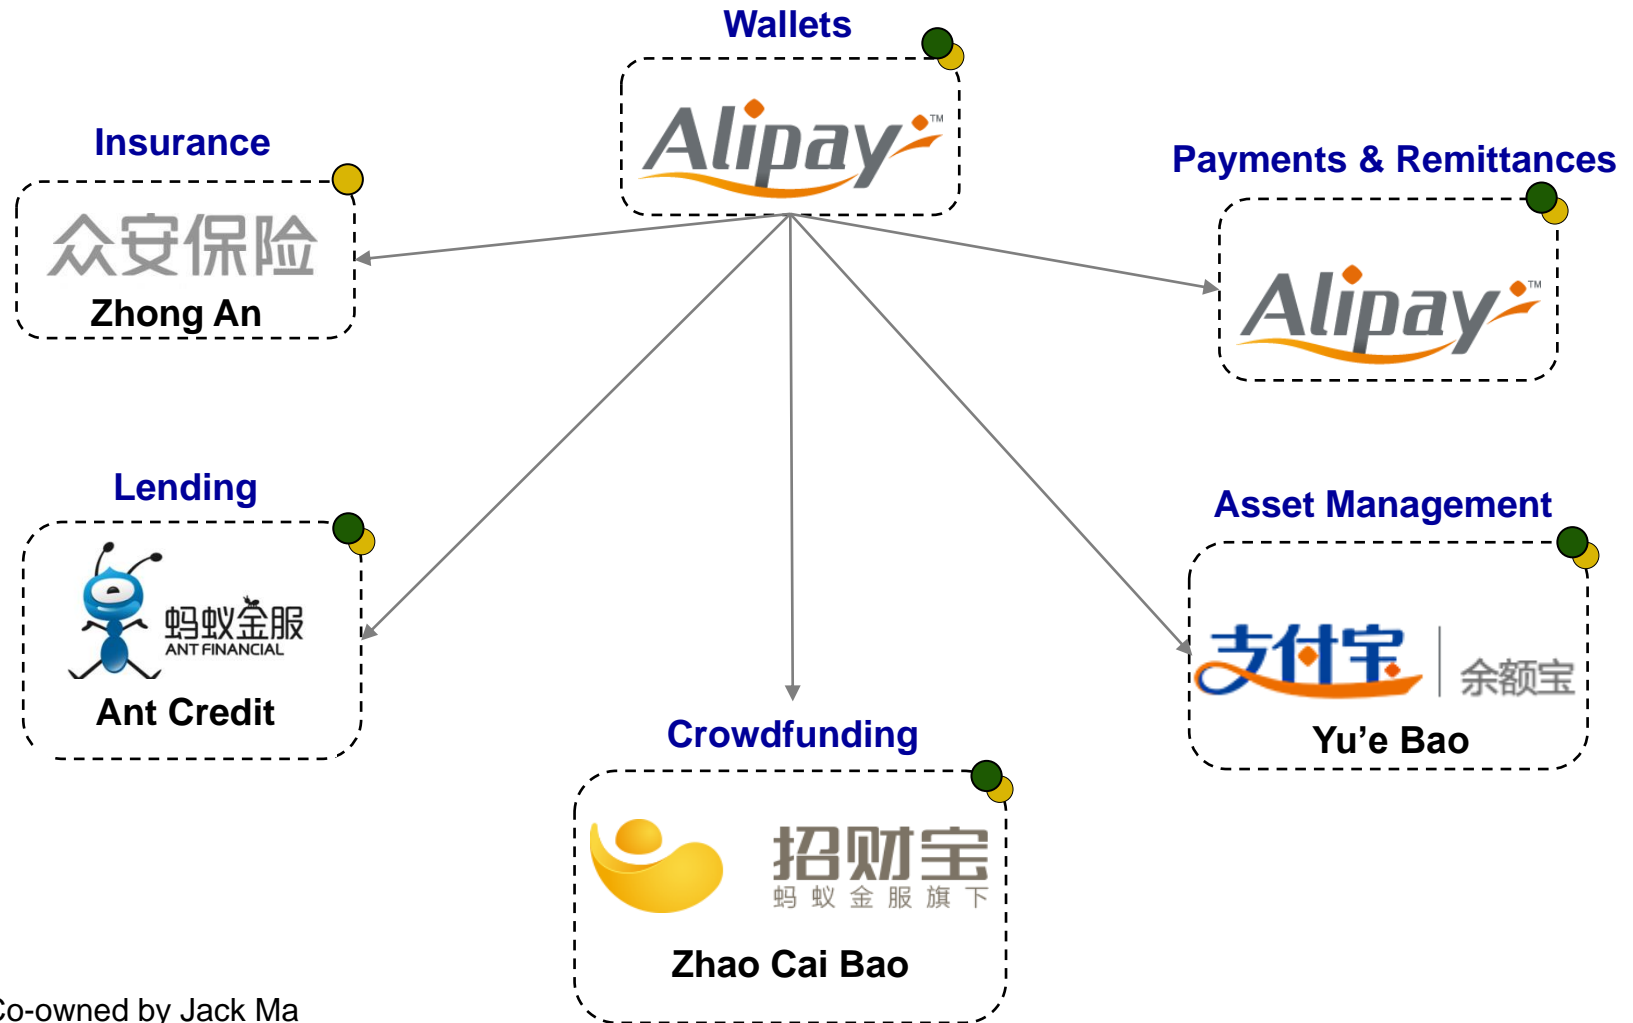 Wallets
Alipay™
Insurance
众安保险
Zhong An
Payments & Remittances
Alipay™
Lending
蚂蚁金服
ANT FINANCIAL
Ant Credit
Asset Management
支付宝 | 余额宝
Yu’e Bao
Crowdfunding
招财宝
蚂蚁金服旗下
Zhao Cai Bao
Co-owned by Jack Ma